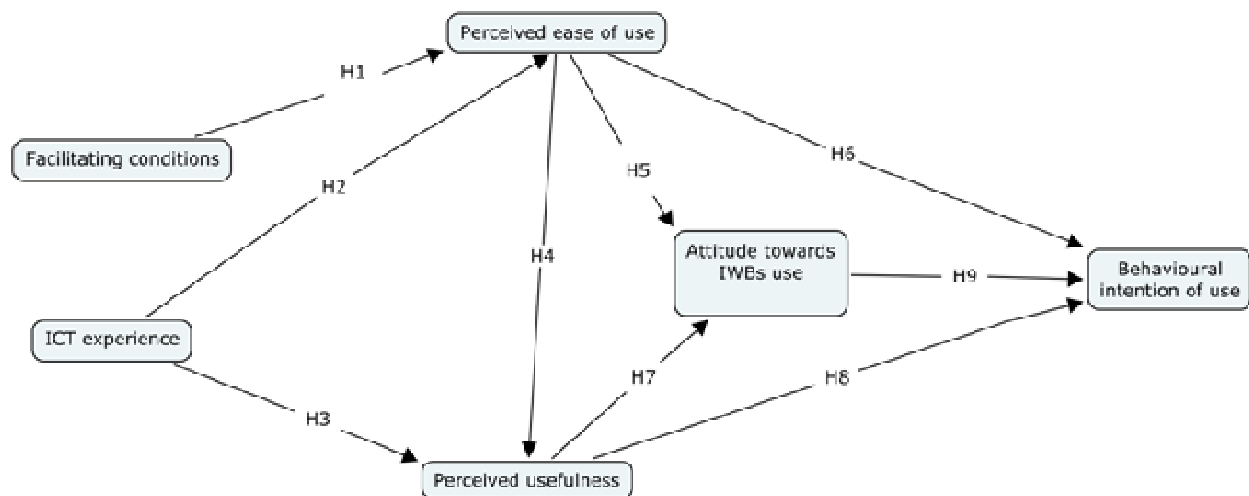 Perceived ease of use
H1
Facilitating conditions
H2
H5
H6
H4
Attitude towards
IWBs use
H9
Behavioural
intention of use
ICT experience
H7
H8
H3
Perceived usefulness